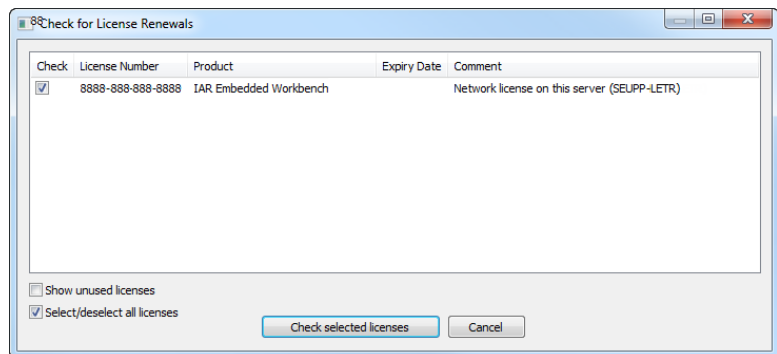 88Check for License Renewals
Check License Number Product Expiry Date Comment
8888-888-888-8888 IAR Embedded Workbench Network license on this server (SEUPP-LETR)
Show unused licenses
Select/deselect all licenses
Check selected licenses Cancel